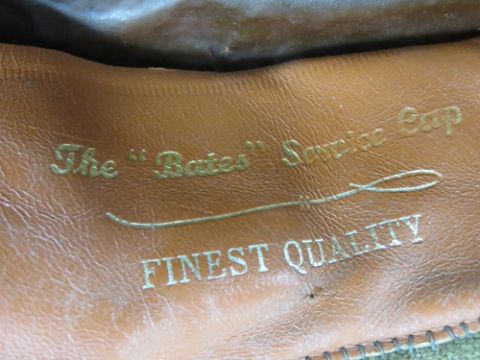 The "Bates" Service Cap
FINEST QUALITY